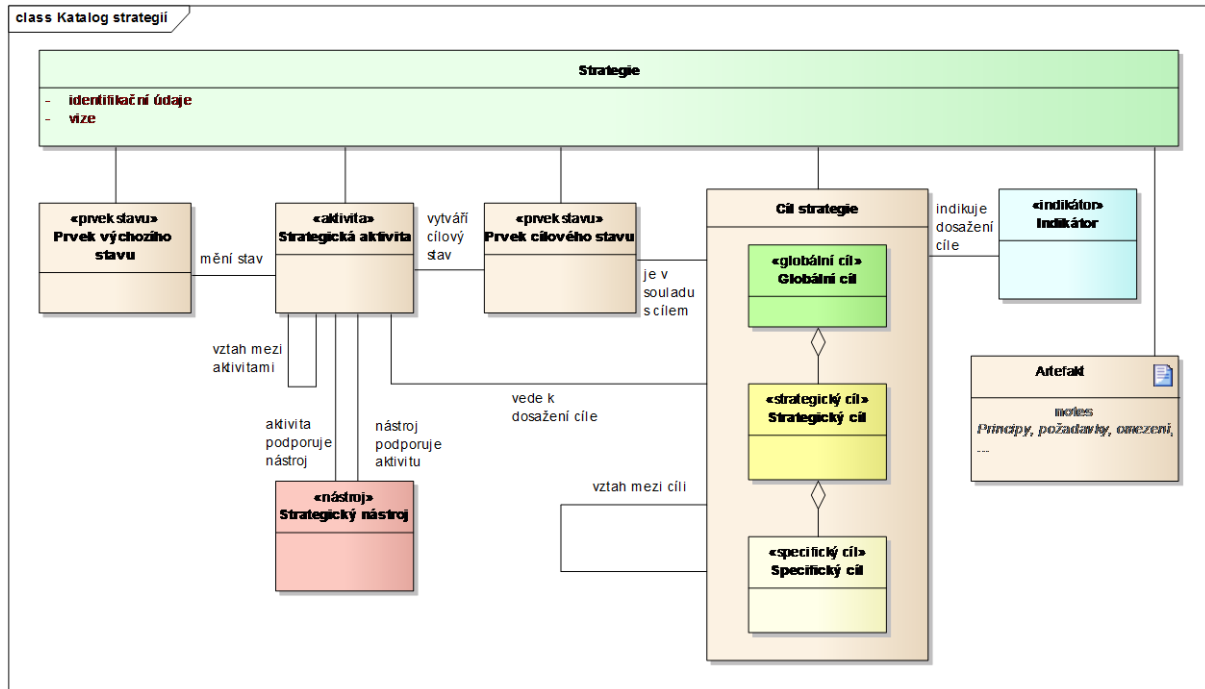 class Katalog strategií
Strategie
- identifikační údaje
- vize
«prvek stavu»
Prvek výchozího
stavu
mění stav
«aktivita»
Strategická aktivita
vytváří
cílový
stav
«prvek stavu»
Prvek cílového stavu
je v
souladu
s cílem
Cíl strategie
indikuje
dosažení
cíle
«indikátor»
Indikátor
«globální cíl»
Globální cíl
vztah mezi
aktivitami
vede k
dosažení cíle
«strategický cíl»
Strategický cíl
Artefakt
notes
Principy, požadavky, omezení,
...
aktivita
podporuje
nástroj
nástroj
podporuje
aktivitu
«nástroj»
Strategický nástroj
vztah mezi cíli
«specifický cíl»
Specifický cíl